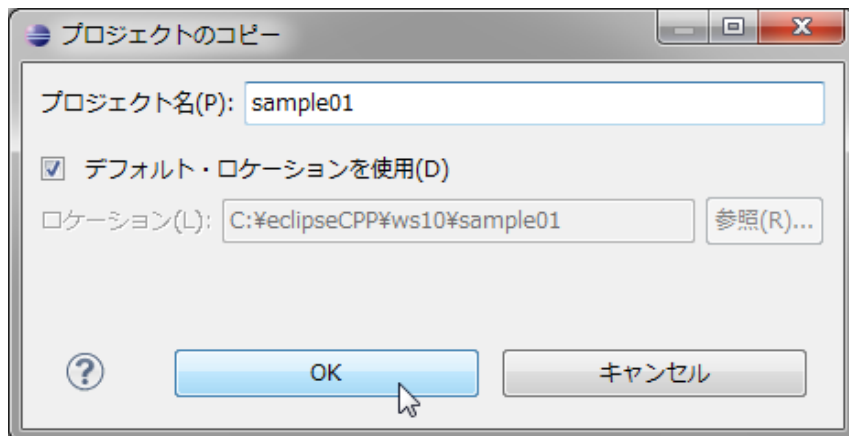 プロジェクトのコピー
プロジェクト名(P): sample01
デフォルト・ロケーションを使用(D)
ロケーション(L): C:¥eclipseCPP¥ws10¥sample01 参照(R)...
? OK キャンセル